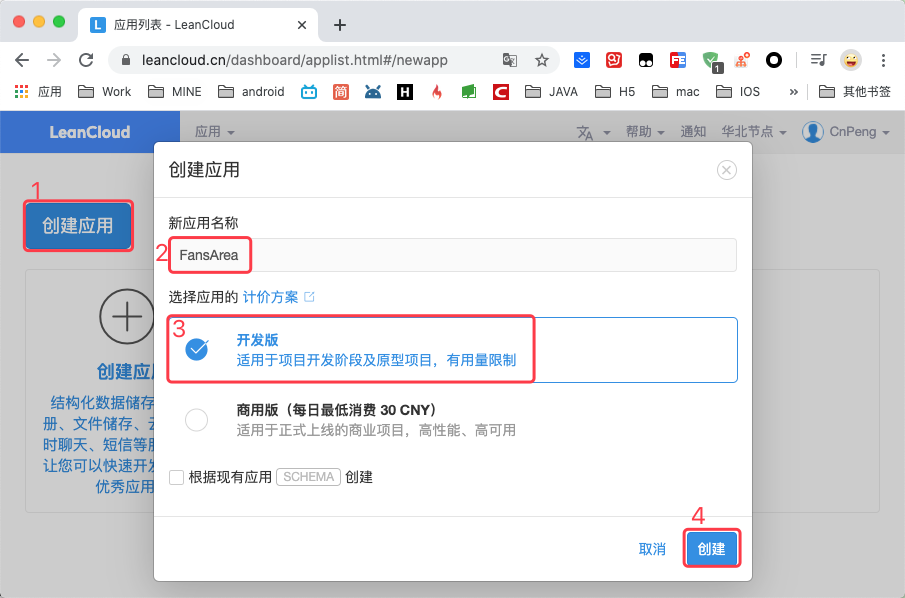 应用列表 - LeanCloud
leancloud.cn/dashboard/applist.html#/newapp
1
应用 Work MINE android 简 H C JAVA H5 mac IOS » 其他书签
LeanCloud 应用 帮助 通知 华北节点 CnPeng
创建应用
1
创建应用
新应用名称
2
FansArea
选择应用的 计价方案
3
开发版
适用于项目开发阶段及原型项目，有用量限制
商用版（每日最低消费 30 CNY）
适用于正式上线的商业项目，高性能、高可用
根据现有应用 SCHEMA 创建
4
取消 创建
创建应
结构化数据储存
册、文件储存、
时聊天、短信等
让您可以快速开
优秀应用